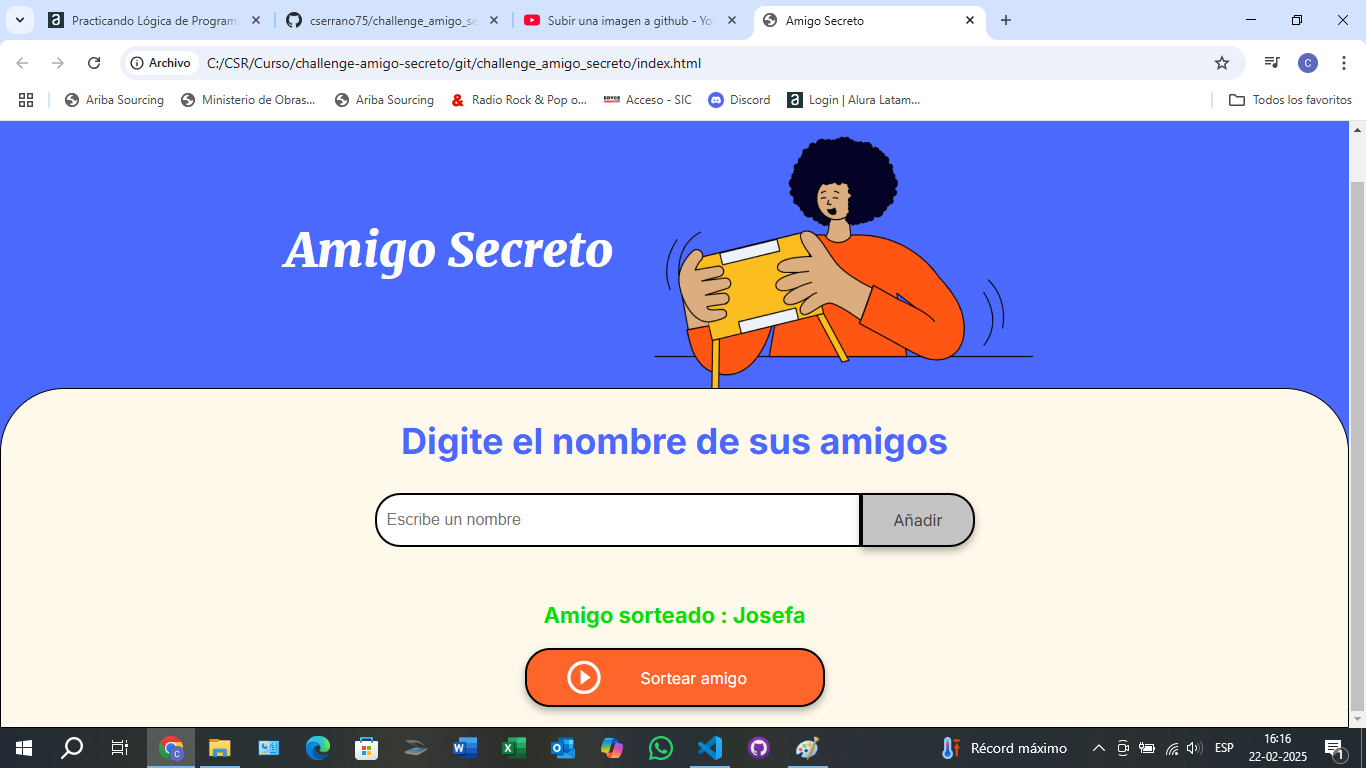 Practicando Lógica de Program
cserrano75/challenge_amigo_se
Subir una imagen a github - Yo
Amigo Secreto
Archivo
C:/CSR/Curso/challenge-amigo-secreto/git/challenge_amigo_secreto/index.html
C
Ariba Sourcing
Ministerio de Obras...
Ariba Sourcing
Radio Rock & Pop o...
Acceso - SIC
Discord
Login | Alura Latam...
Todos los favoritos
Amigo Secreto
Digite el nombre de sus amigos
Escribe un nombre
Añadir
Amigo sorteado : Josefa
Sortear amigo
Récord máximo
ESP
16:16
22-02-2025
1